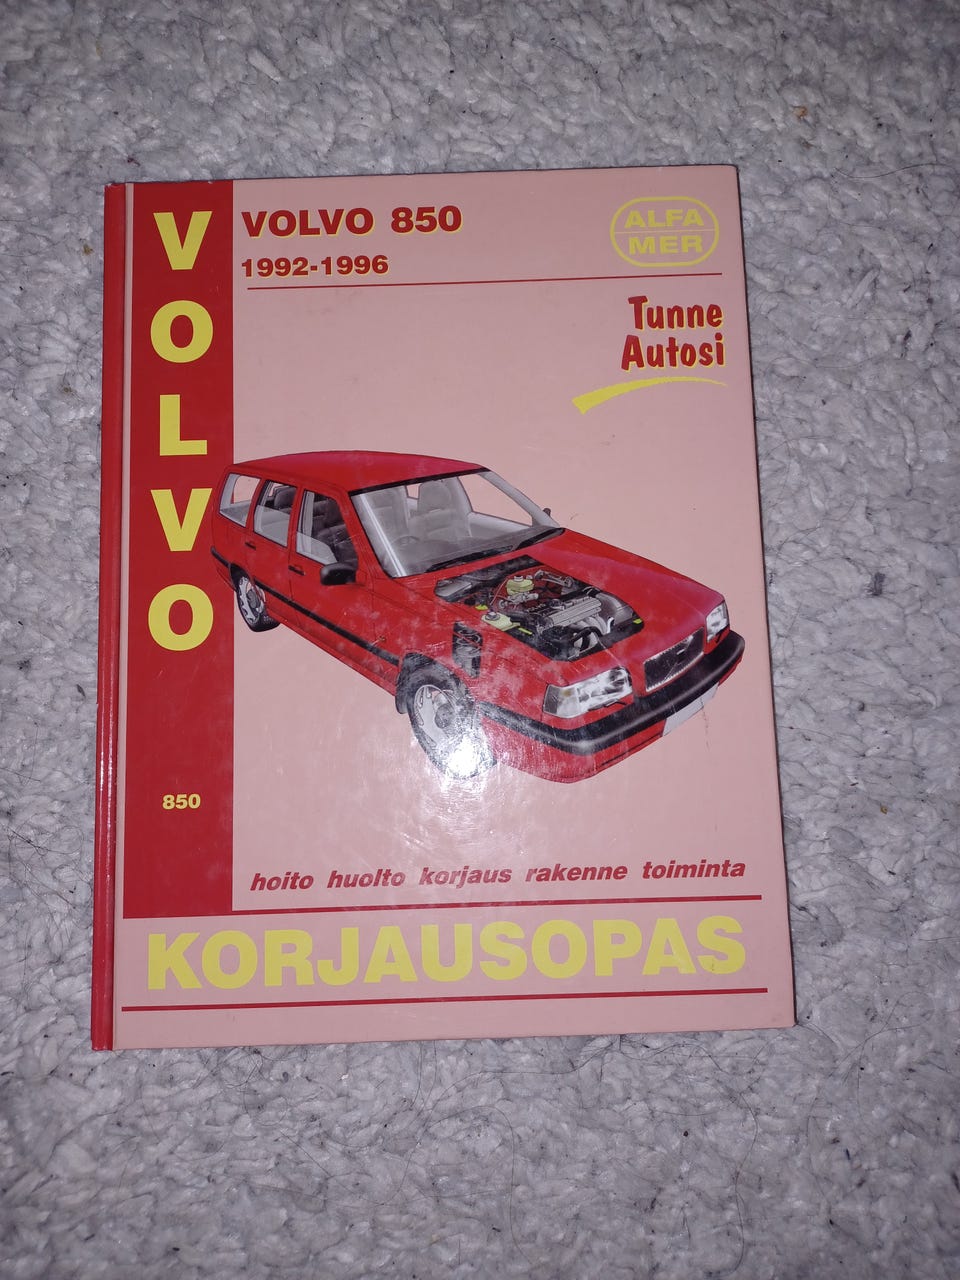 VOLVO
VOLVO 850
1992-1996
ALFA
MER
Tunne
Autosi
850
hoito huolto korjaus rakenne toiminta
KORJAUSOPAS